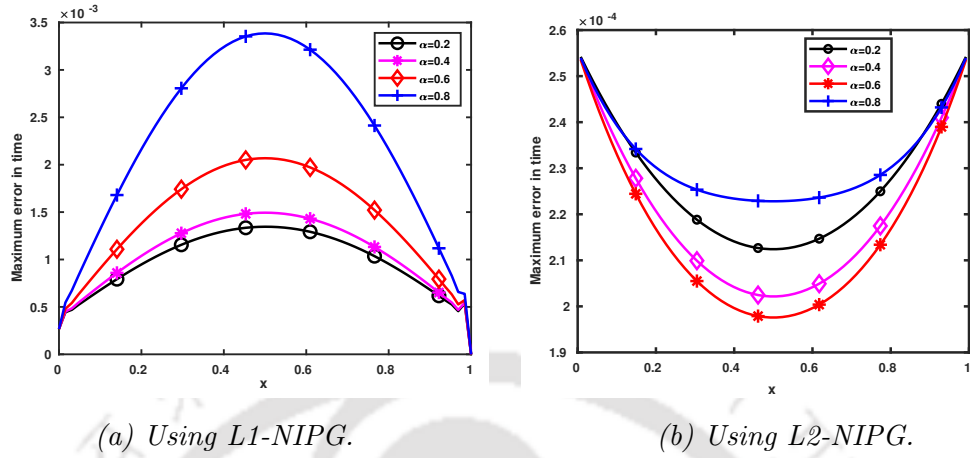 ×10⁻³
3.5
3
2.5
2
1.5
1
0.5
0
Maximum error in time
α=0.2
α=0.4
α=0.6
α=0.8
0 0.2 0.4 0.6 0.8 1
x
(a) Using L1-NIPG.
×10⁻⁴
2.6
2.5
2.4
2.3
2.2
2.1
2
1.9
Maximum error in time
α=0.2
α=0.4
α=0.6
α=0.8
0 0.2 0.4 0.6 0.8 1
x
(b) Using L2-NIPG.